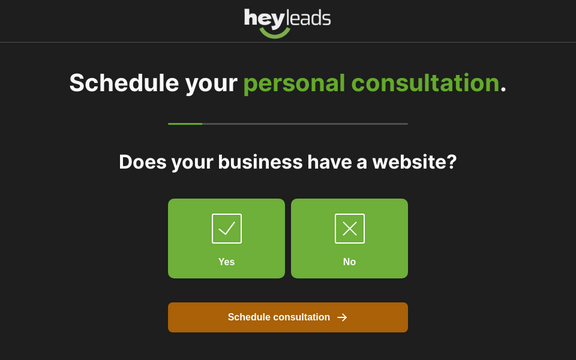 heyleads
Schedule your personal consultation.
Does your business have a website?
Yes
No
Schedule consultation